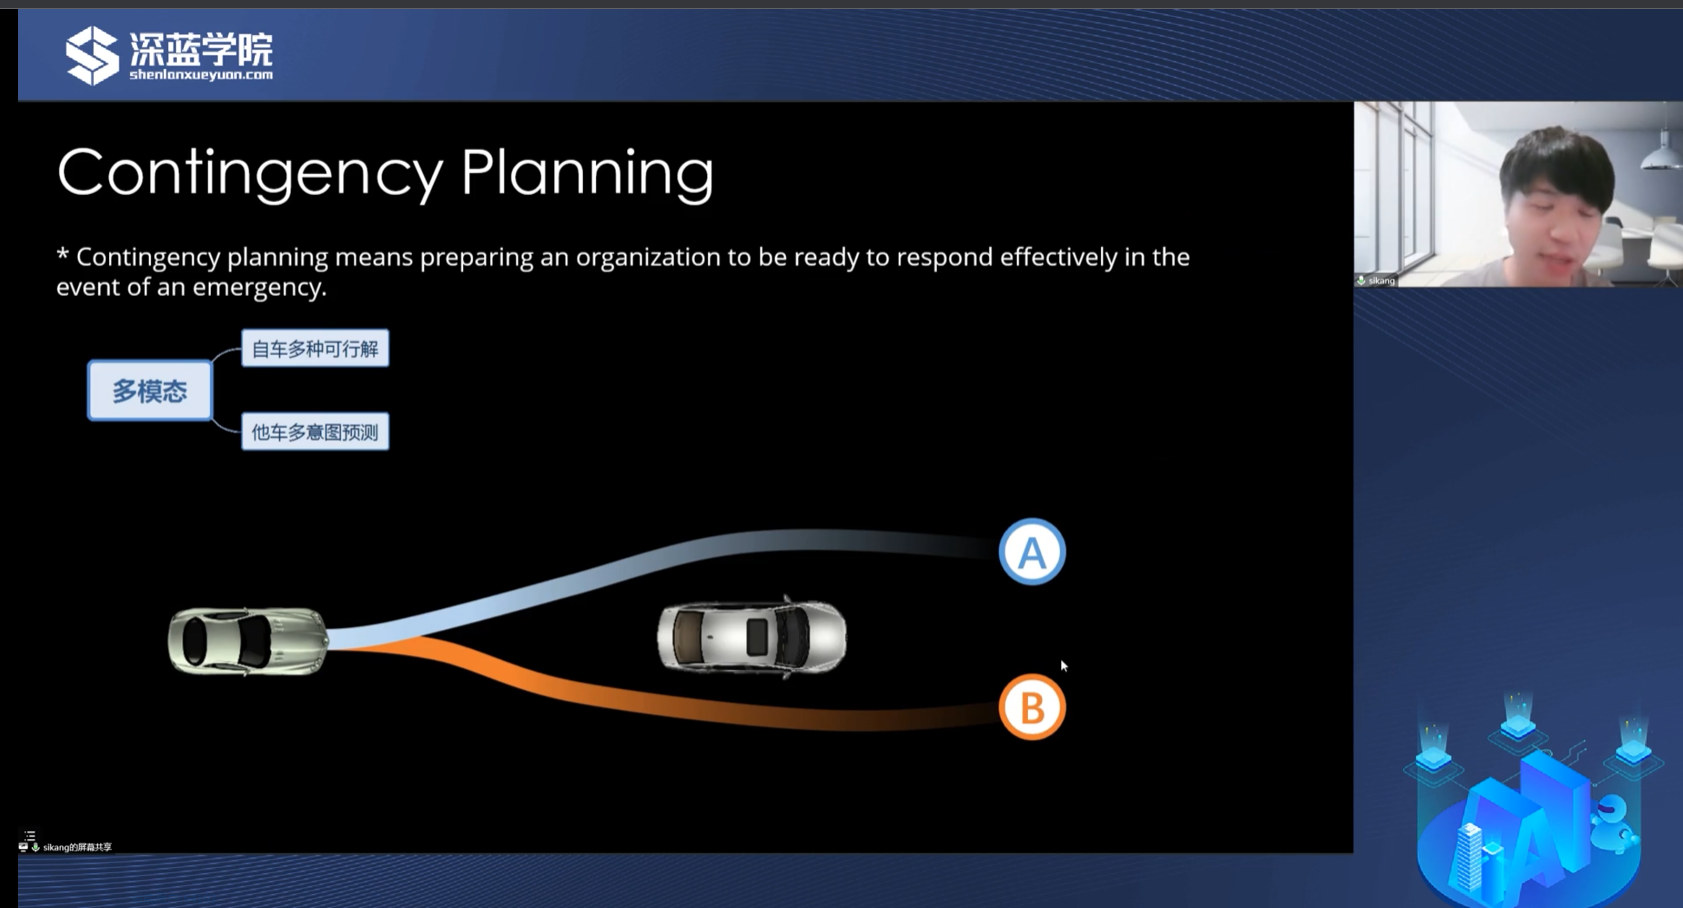 深蓝学院
shenlanxueyuan.com
Contingency Planning
* Contingency planning means preparing an organization to be ready to respond effectively in the
event of an emergency.
自车多种可行解
多模态
他车多意图预测
A
B
sikang
sikang的屏幕共享
AI